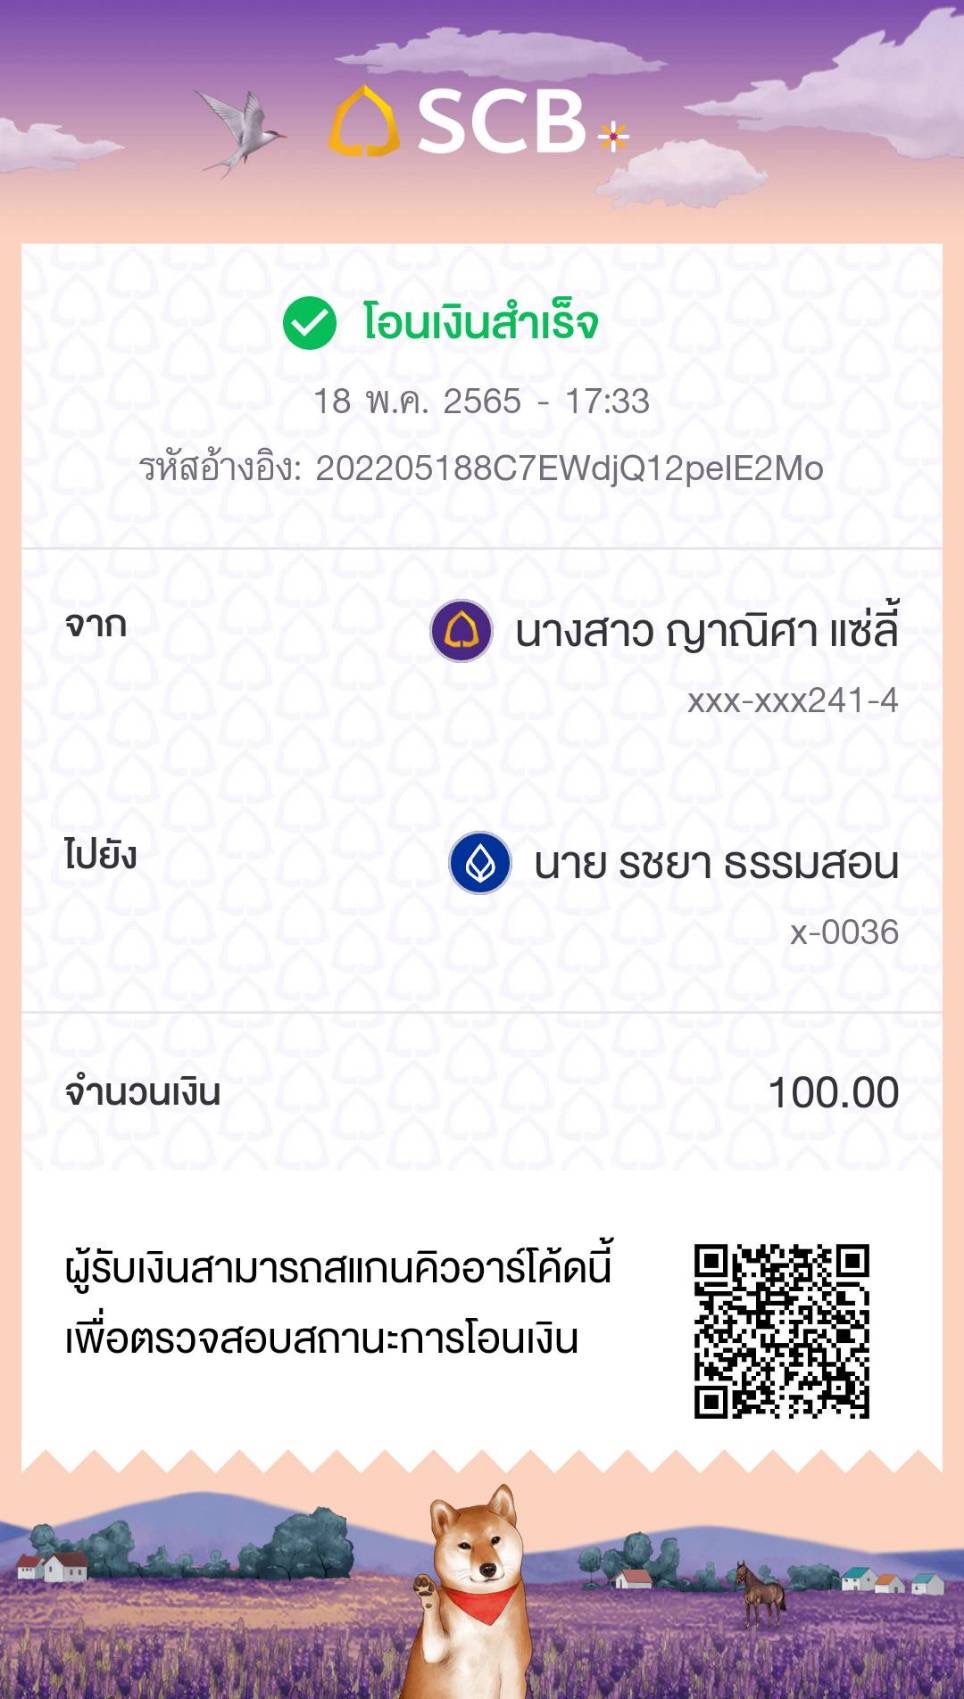 SCB
โอนเงินสำเร็จ
18 พ.ค. 2565 - 17:33
รหัสอ้างอิง: 202205188C7EWdjQ12peIE2Mo
จาก
นางสาว ญาณิศา แซ่ลี้
xxx-xxx241-4
ไปยัง
นาย รชยา ธรรมสอน
x-0036
จำนวนเงิน
100.00
ผู้รับเงินสามารถสแกนคิวอาร์โค้ดนี้
เพื่อตรวจสอบสถานะการโอนเงิน